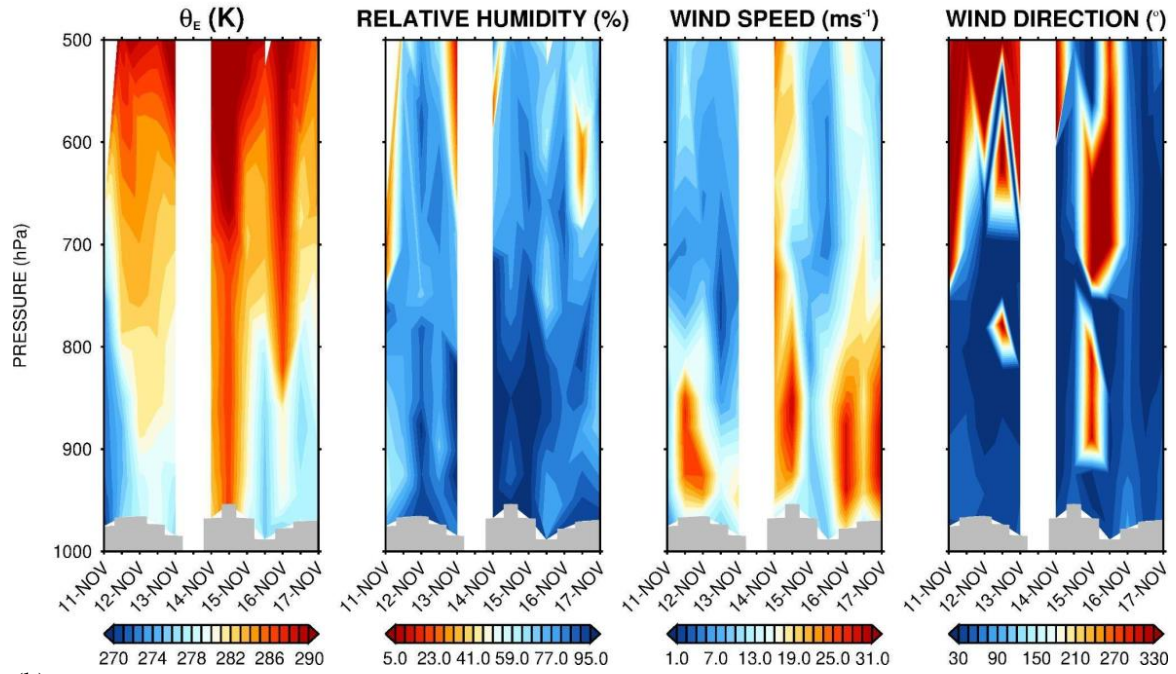 θE (K) RELATIVE HUMIDITY (%) WIND SPEED (ms-1) WIND DIRECTION (°)
500
600
700
800
900
1000
PRESSURE (hPa)
11-NOV 12-NOV 13-NOV 14-NOV 15-NOV 16-NOV 17-NOV 11-NOV 12-NOV 13-NOV 14-NOV 15-NOV 16-NOV 17-NOV 11-NOV 12-NOV 13-NOV 14-NOV 15-NOV 16-NOV 17-NOV 11-NOV 12-NOV 13-NOV 14-NOV 15-NOV 16-NOV 17-NOV
270 274 278 282 286 290 5.0 23.0 41.0 59.0 77.0 95.0 1.0 7.0 13.0 19.0 25.0 31.0 30 90 150 210 270 330